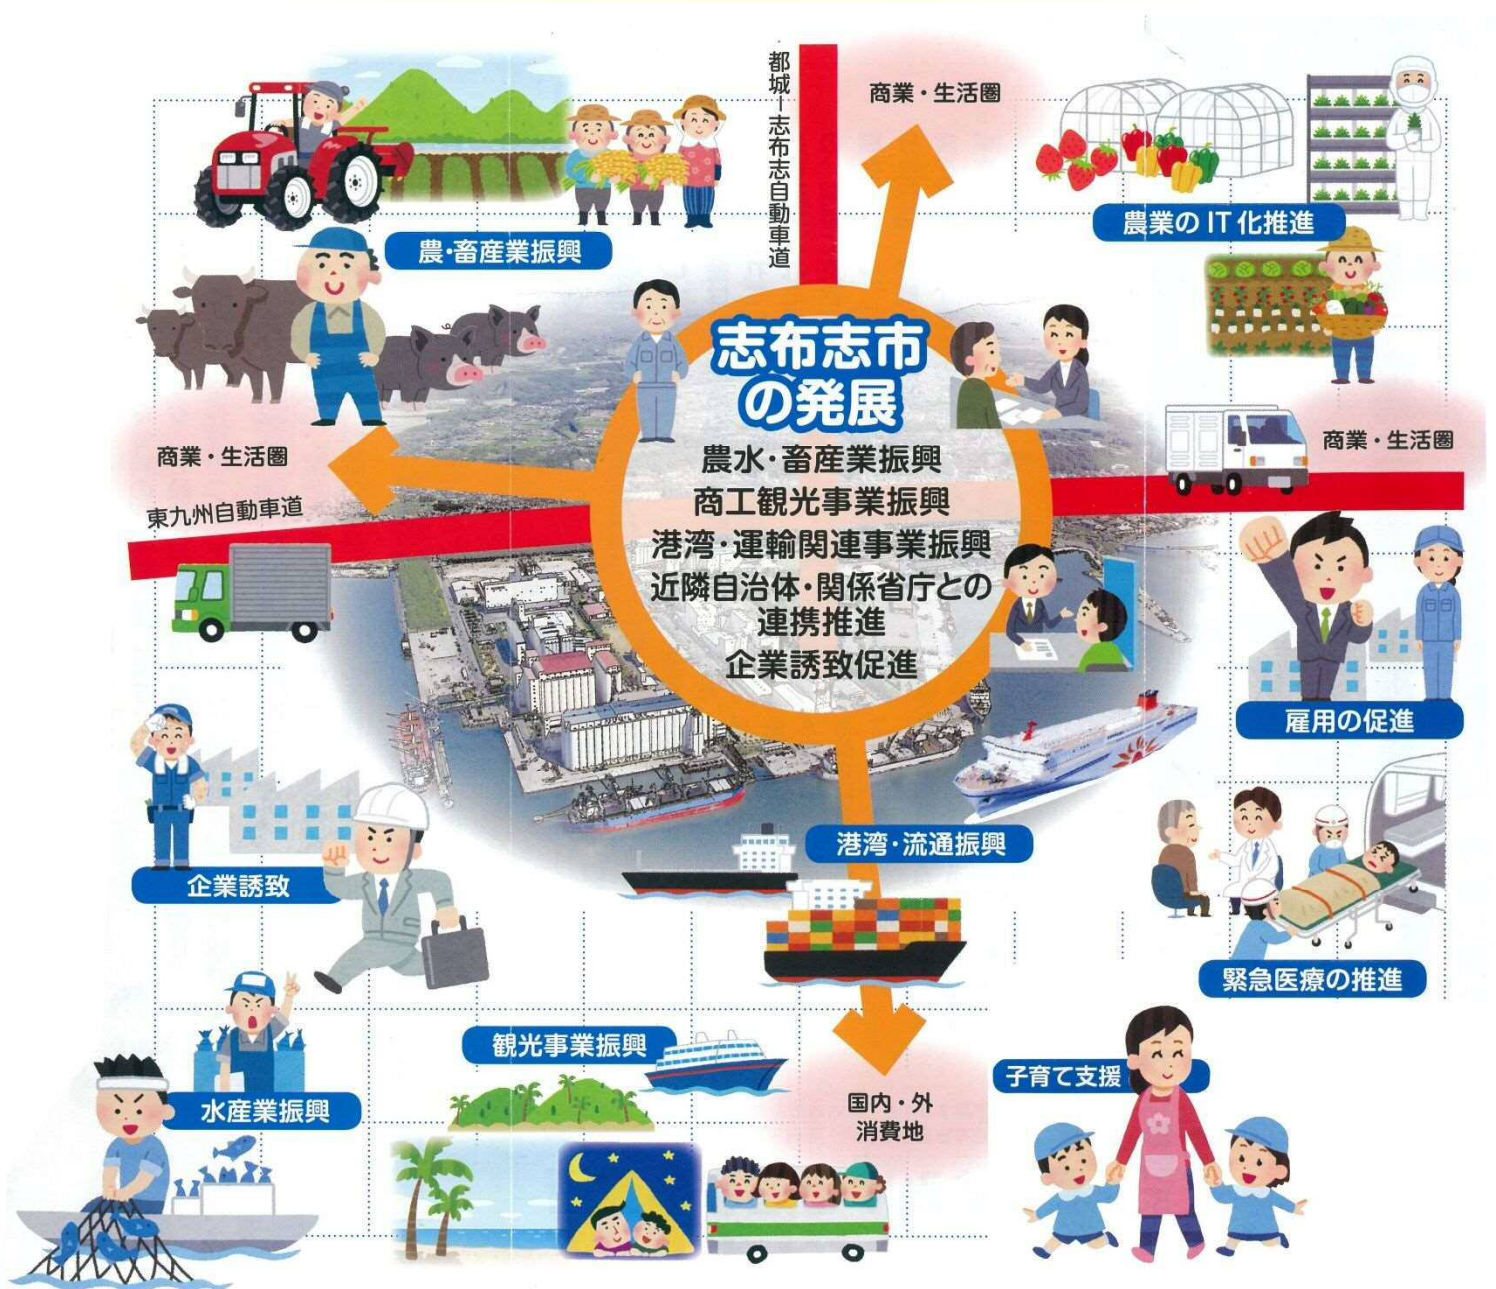 都城ー志布志自動車道
商業・生活圏
農・畜産業振興
農業のIT化推進
志布志市
の発展
農水・畜産業振興
商工観光事業振興
港湾・運輸関連事業振興
近隣自治体・関係省庁との
連携推進
企業誘致促進
商業・生活圏
東九州自動車道
商業・生活圏
雇用の促進
企業誘致
港湾・流通振興
緊急医療の推進
水産業振興
観光事業振興
国内・外
消費地
子育て支援